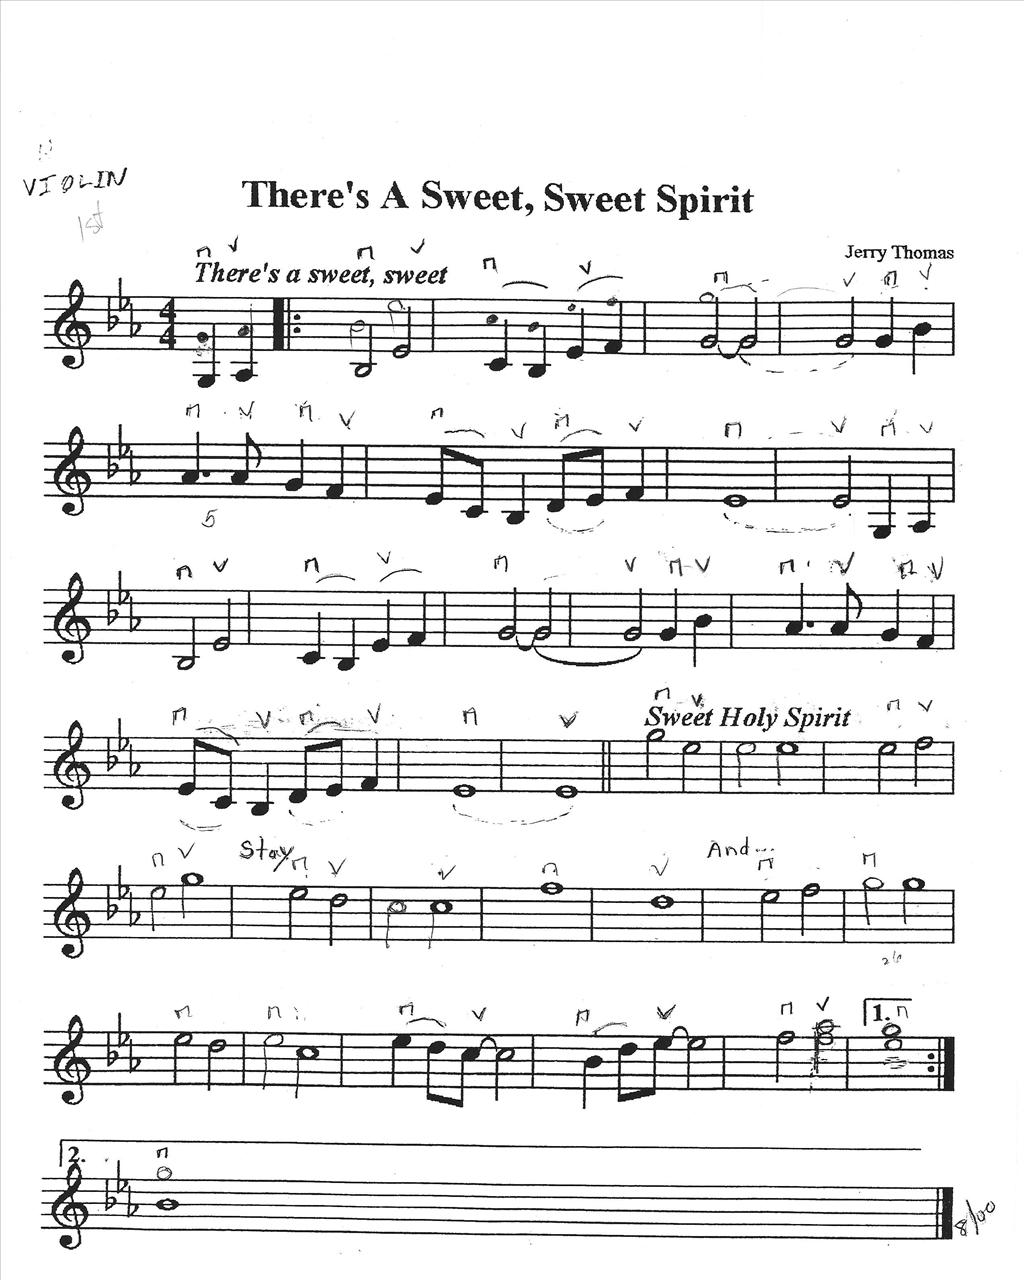 VIOLIN
1st
There's A Sweet, Sweet Spirit
Jerry Thomas
There's a sweet, sweet
4
4
5
Sweet Holy Spirit
Stay
And...
26
1.
2.
8/00